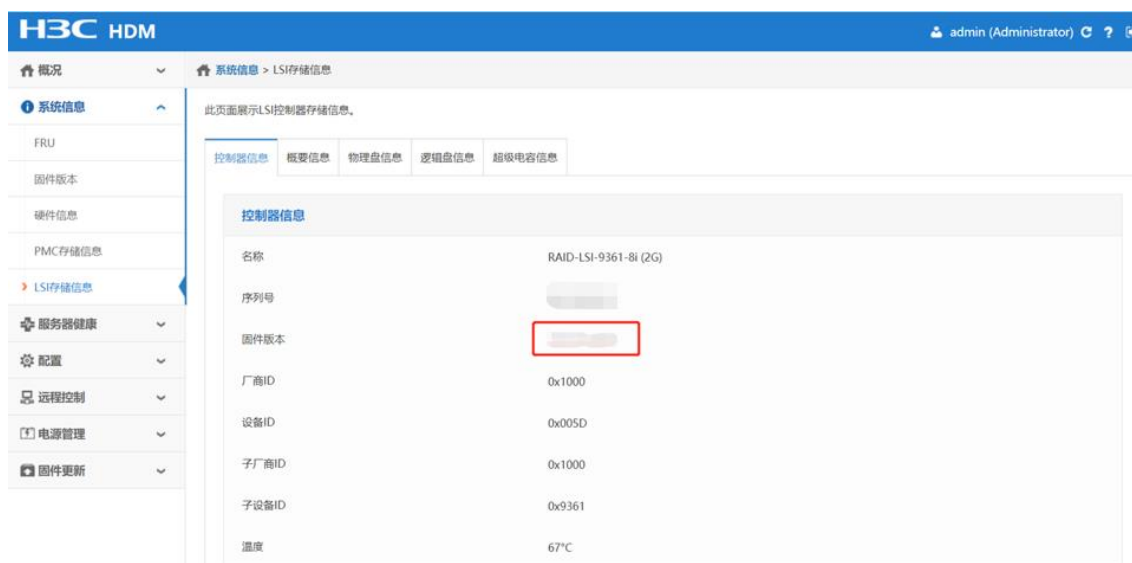 H3C HDM
admin (Administrator)
概况
系统信息 > LSI存储信息
系统信息
此页面展示LSI控制器存储信息。
FRU
控制器信息 概要信息 物理盘信息 逻辑盘信息 超级电容信息
固件版本
硬件信息
控制器信息
PMC存储信息
名称 RAID-LSI-9361-8i (2G)
LSI存储信息
序列号
服务器健康
固件版本
配置
厂商ID 0x1000
远程控制
设备ID 0x005D
电源管理
子厂商ID 0x1000
固件更新
子设备ID 0x9361
温度 67°C